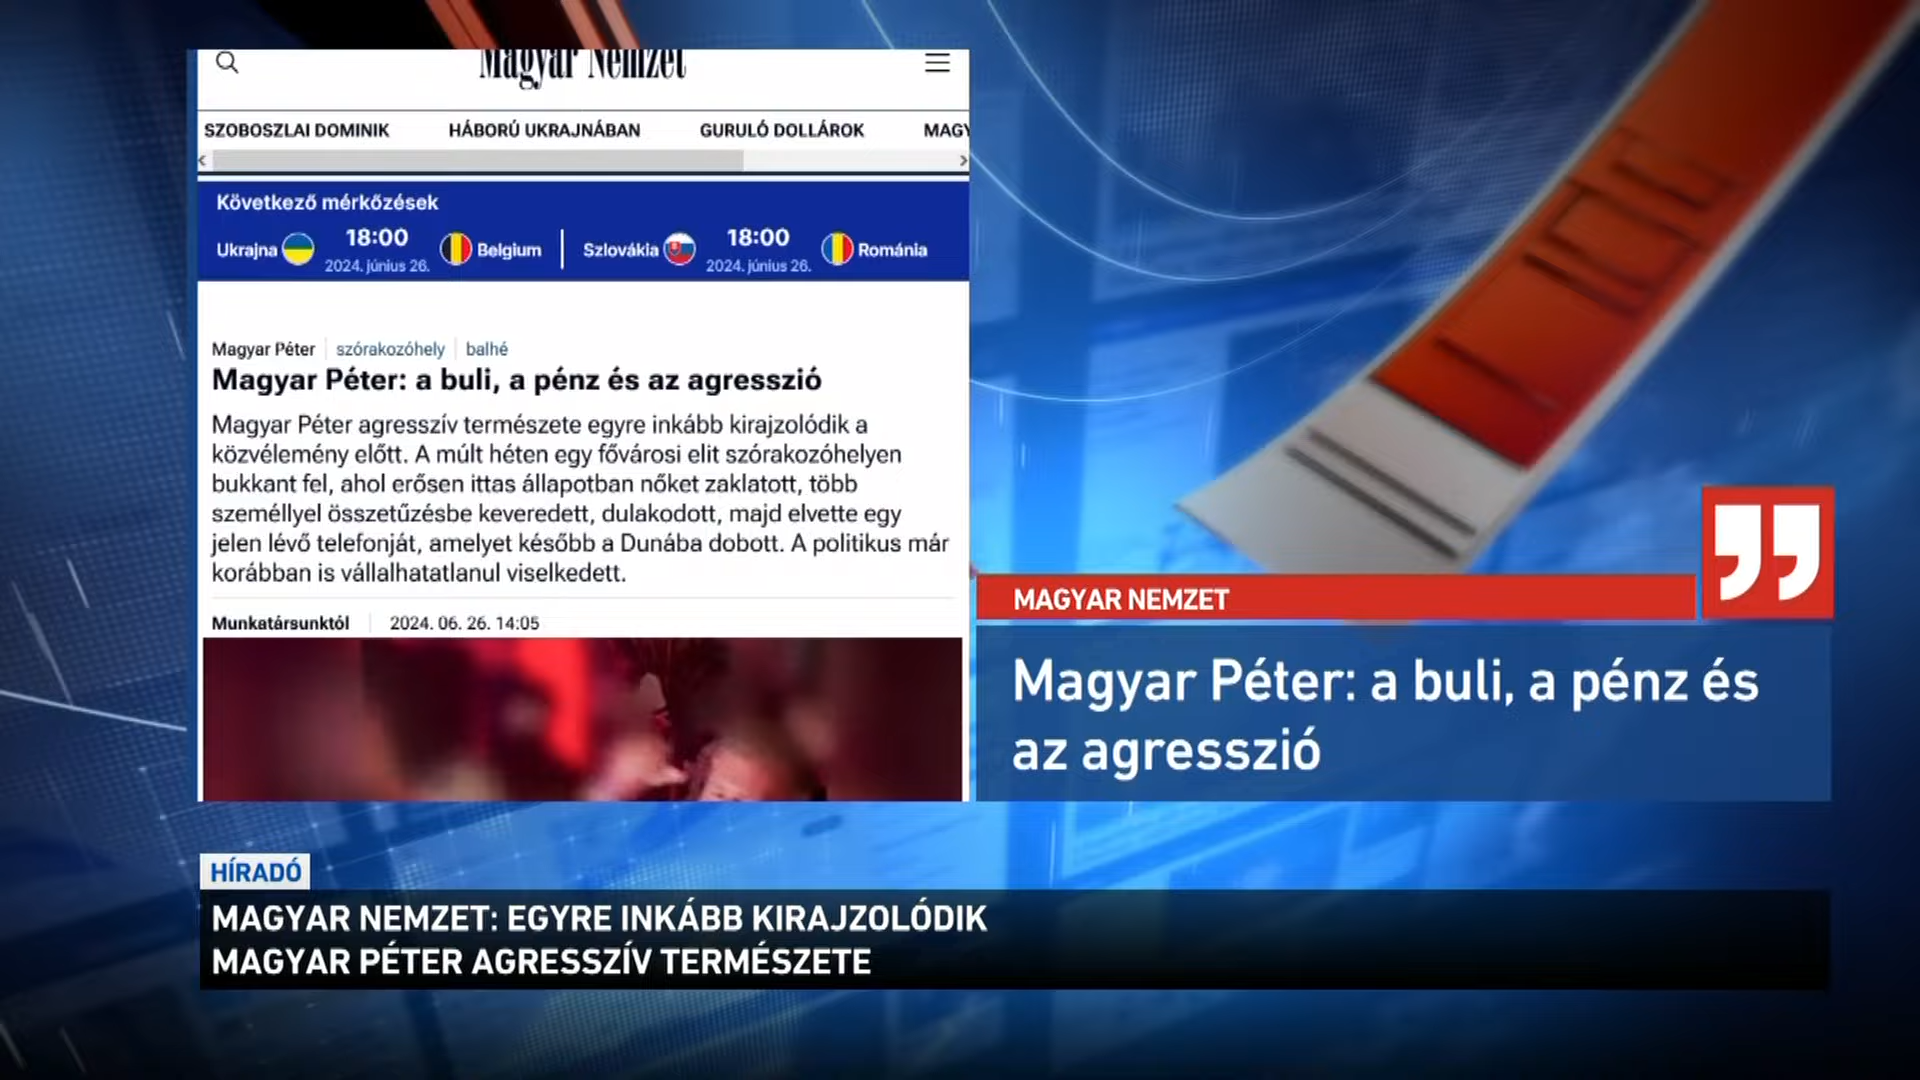 Magyar Nemzet
SZOBOSZLAI DOMINIK HÁBORÚ UKRAJNÁBAN GURULÓ DOLLÁROK MAGY
Következő mérkőzések
Ukrajna 18:00 Belgium Szlovákia 18:00 Románia
2024. június 26. 2024. június 26.
Magyar Péter szórakozóhely balhé
Magyar Péter: a buli, a pénz és az agresszió
Magyar Péter agresszív természete egyre inkább kirajzolódik a
közvélemény előtt. A múlt héten egy fővárosi elit szórakozóhelyen
bukkant fel, ahol erősen ittas állapotban nőket zaklatott, több
személlyel összetűzésbe keveredett, dulakodott, majd elvette egy
jelen lévő telefonját, amelyet később a Dunába dobott. A politikus már
korábban is vállalhatatlanul viselkedett.
Munkatársunktól 2024. 06. 26. 14:05
MAGYAR NEMZET
Magyar Péter: a buli, a pénz és
az agresszió
HÍRADÓ
MAGYAR NEMZET: EGYRE INKÁBB KIRAJZOLÓDIK
MAGYAR PÉTER AGRESSZÍV TERMÉSZETE